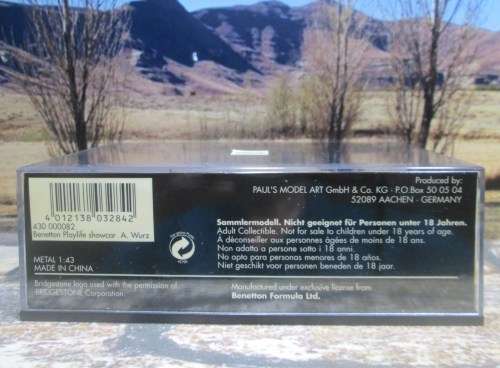 Produced by:
PAUL'S MODEL ART GmbH & Co. KG · P.O.Box 50 05 04
52089 AACHEN · GERMANY
4 012138 032842
430 000082
Benetton Playlife showcar A. Wurz
METAL 1:43
MADE IN CHINA
Bridgestone logo used with the permission of
BRIDGESTONE Corporation.
Sammlermodell. Nicht geeignet für Personen unter 18 Jahren.
Adult Collectible. Not for sale to children under 18 years of age.
À déconseiller aux personnes âgées de moins de 18 ans.
Non adatto a persone sotto i 18 anni.
No apto para personas menores de 18 años.
Niet geschikt voor personen beneden de 18 jaar.
Manufactured under exclusive license from
Benetton Formula Ltd.